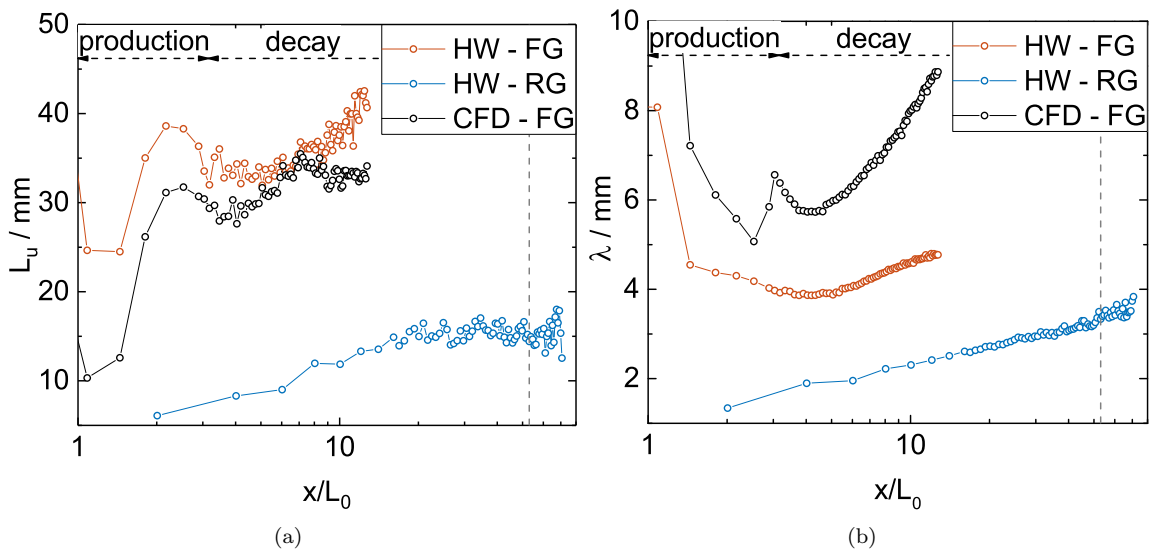 50
40
30
20
10
L_u / mm
production
decay
HW - FG
HW - RG
CFD - FG
1
10
x/L_0
(a)
10
8
6
4
2
λ / mm
production
decay
HW - FG
HW - RG
CFD - FG
1
10
x/L_0
(b)